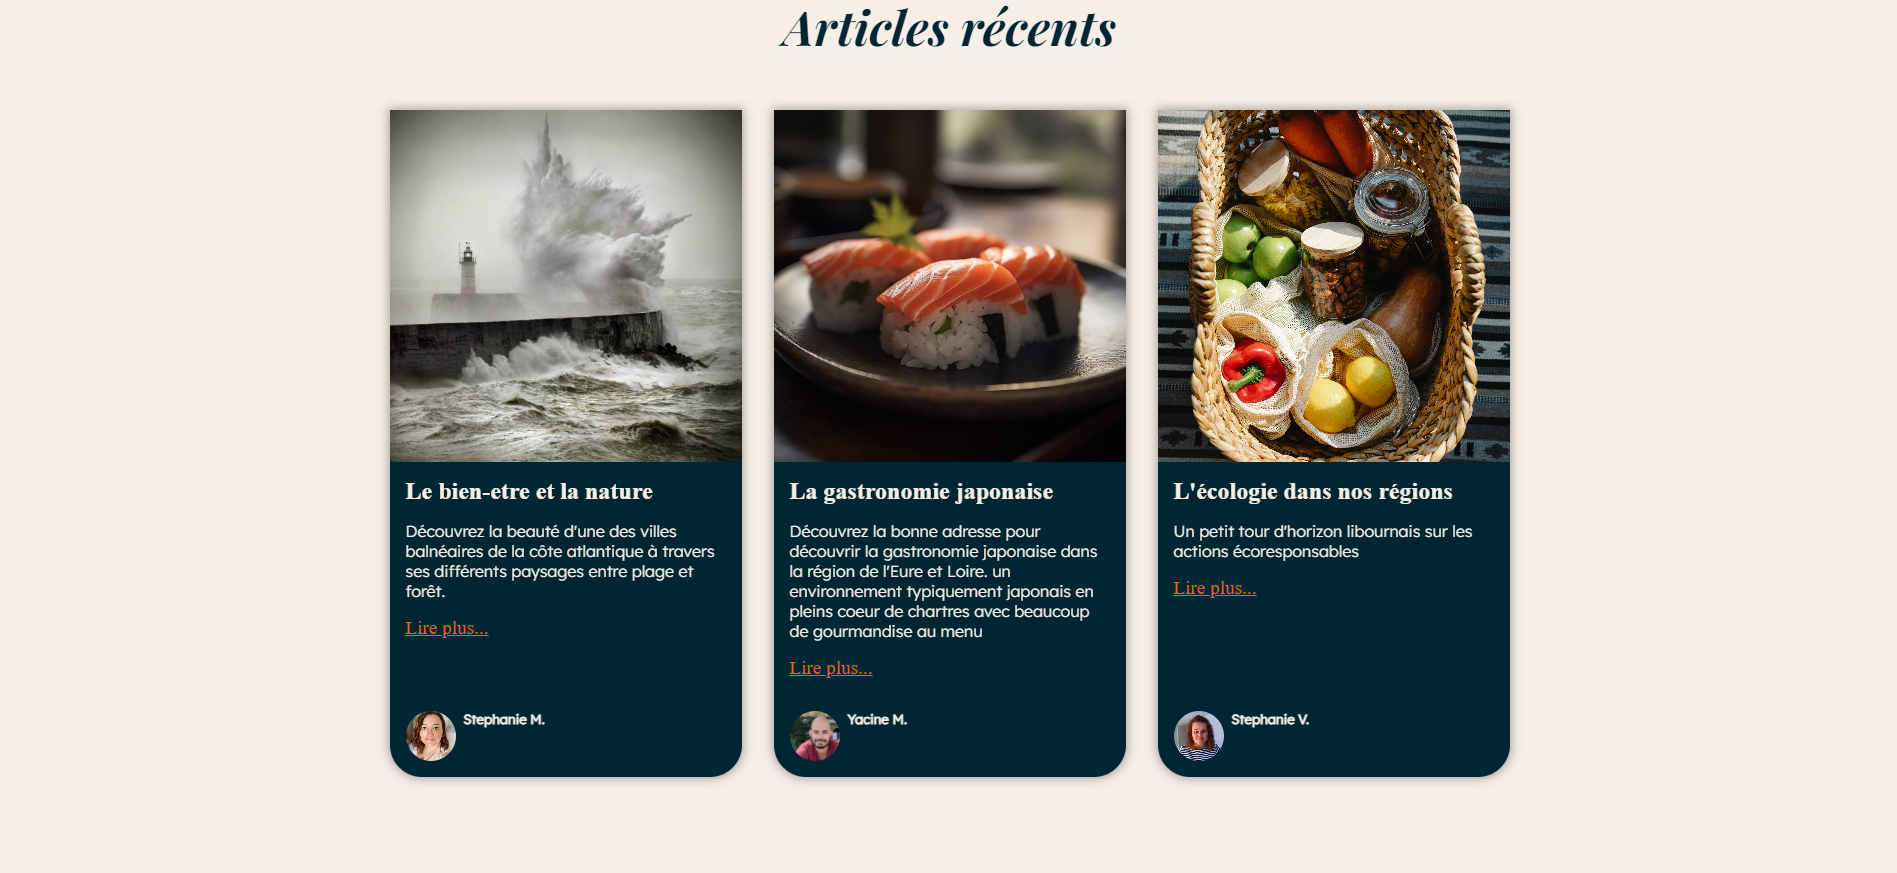 Articles récents
Le bien-etre et la nature
Découvrez la beauté d'une des villes
balnéaires de la côte atlantique à travers
ses différents paysages entre plage et
forêt.
Lire plus...
Stephanie M.
La gastronomie japonaise
Découvrez la bonne adresse pour
découvrir la gastronomie japonaise dans
la région de l'Eure et Loire. un
environnement typiquement japonais en
pleins coeur de chartres avec beaucoup
de gourmandise au menu
Lire plus...
Yacine M.
L'écologie dans nos régions
Un petit tour d'horizon libournais sur les
actions écoresponsables
Lire plus...
Stephanie V.